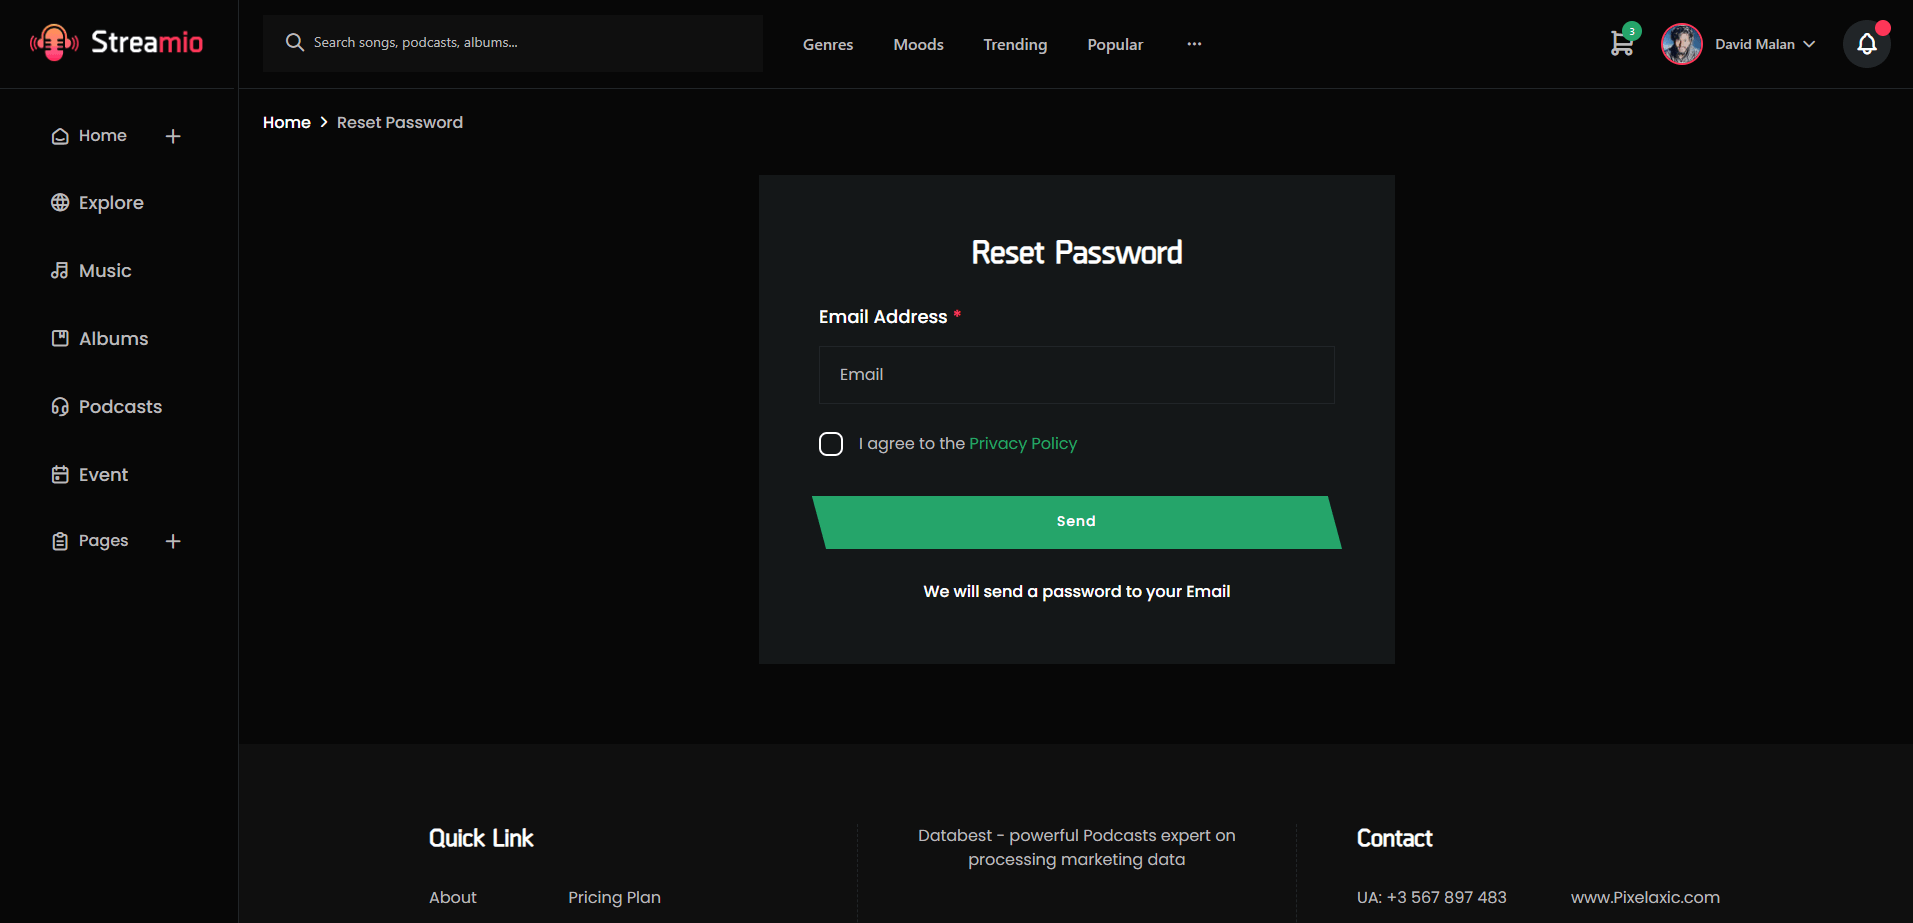 Streamio
Search songs, podcasts, albums...
Genres
Moods
Trending
Popular
3
David Malan
Home
Explore
Music
Albums
Podcasts
Event
Pages
Home > Reset Password
Reset Password
Email Address *
Email
I agree to the Privacy Policy
Send
We will send a password to your Email
Quick Link
About
Pricing Plan
Databest - powerful Podcasts expert on
processing marketing data
Contact
UA: +3 567 897 483
www.Pixelaxic.com